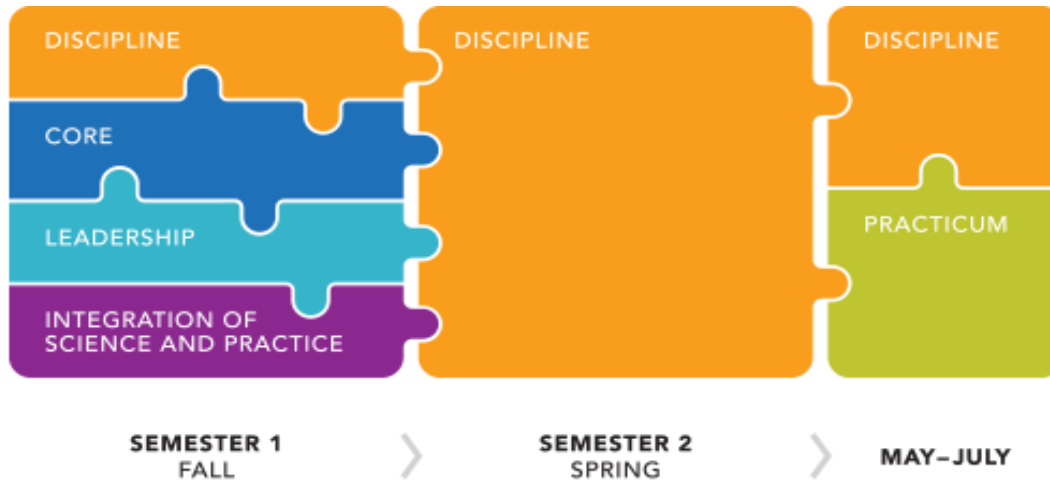 DISCIPLINE
CORE
LEADERSHIP
INTEGRATION OF
SCIENCE AND PRACTICE
DISCIPLINE
DISCIPLINE
PRACTICUM
SEMESTER 1
FALL
SEMESTER 2
SPRING
MAY–JULY